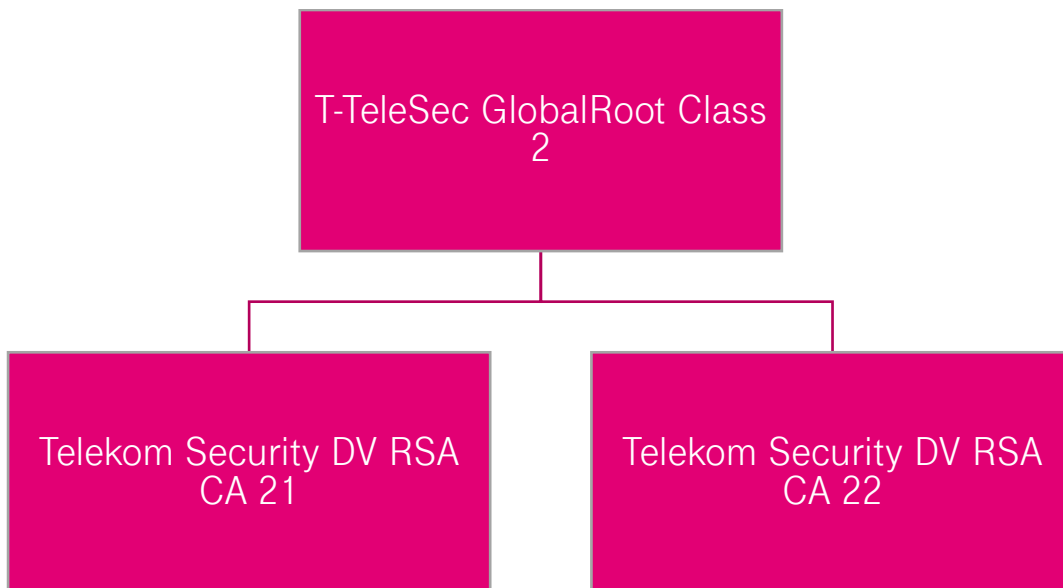 T-TeleSec GlobalRoot Class
2
Telekom Security DV RSA
CA 21
Telekom Security DV RSA
CA 22